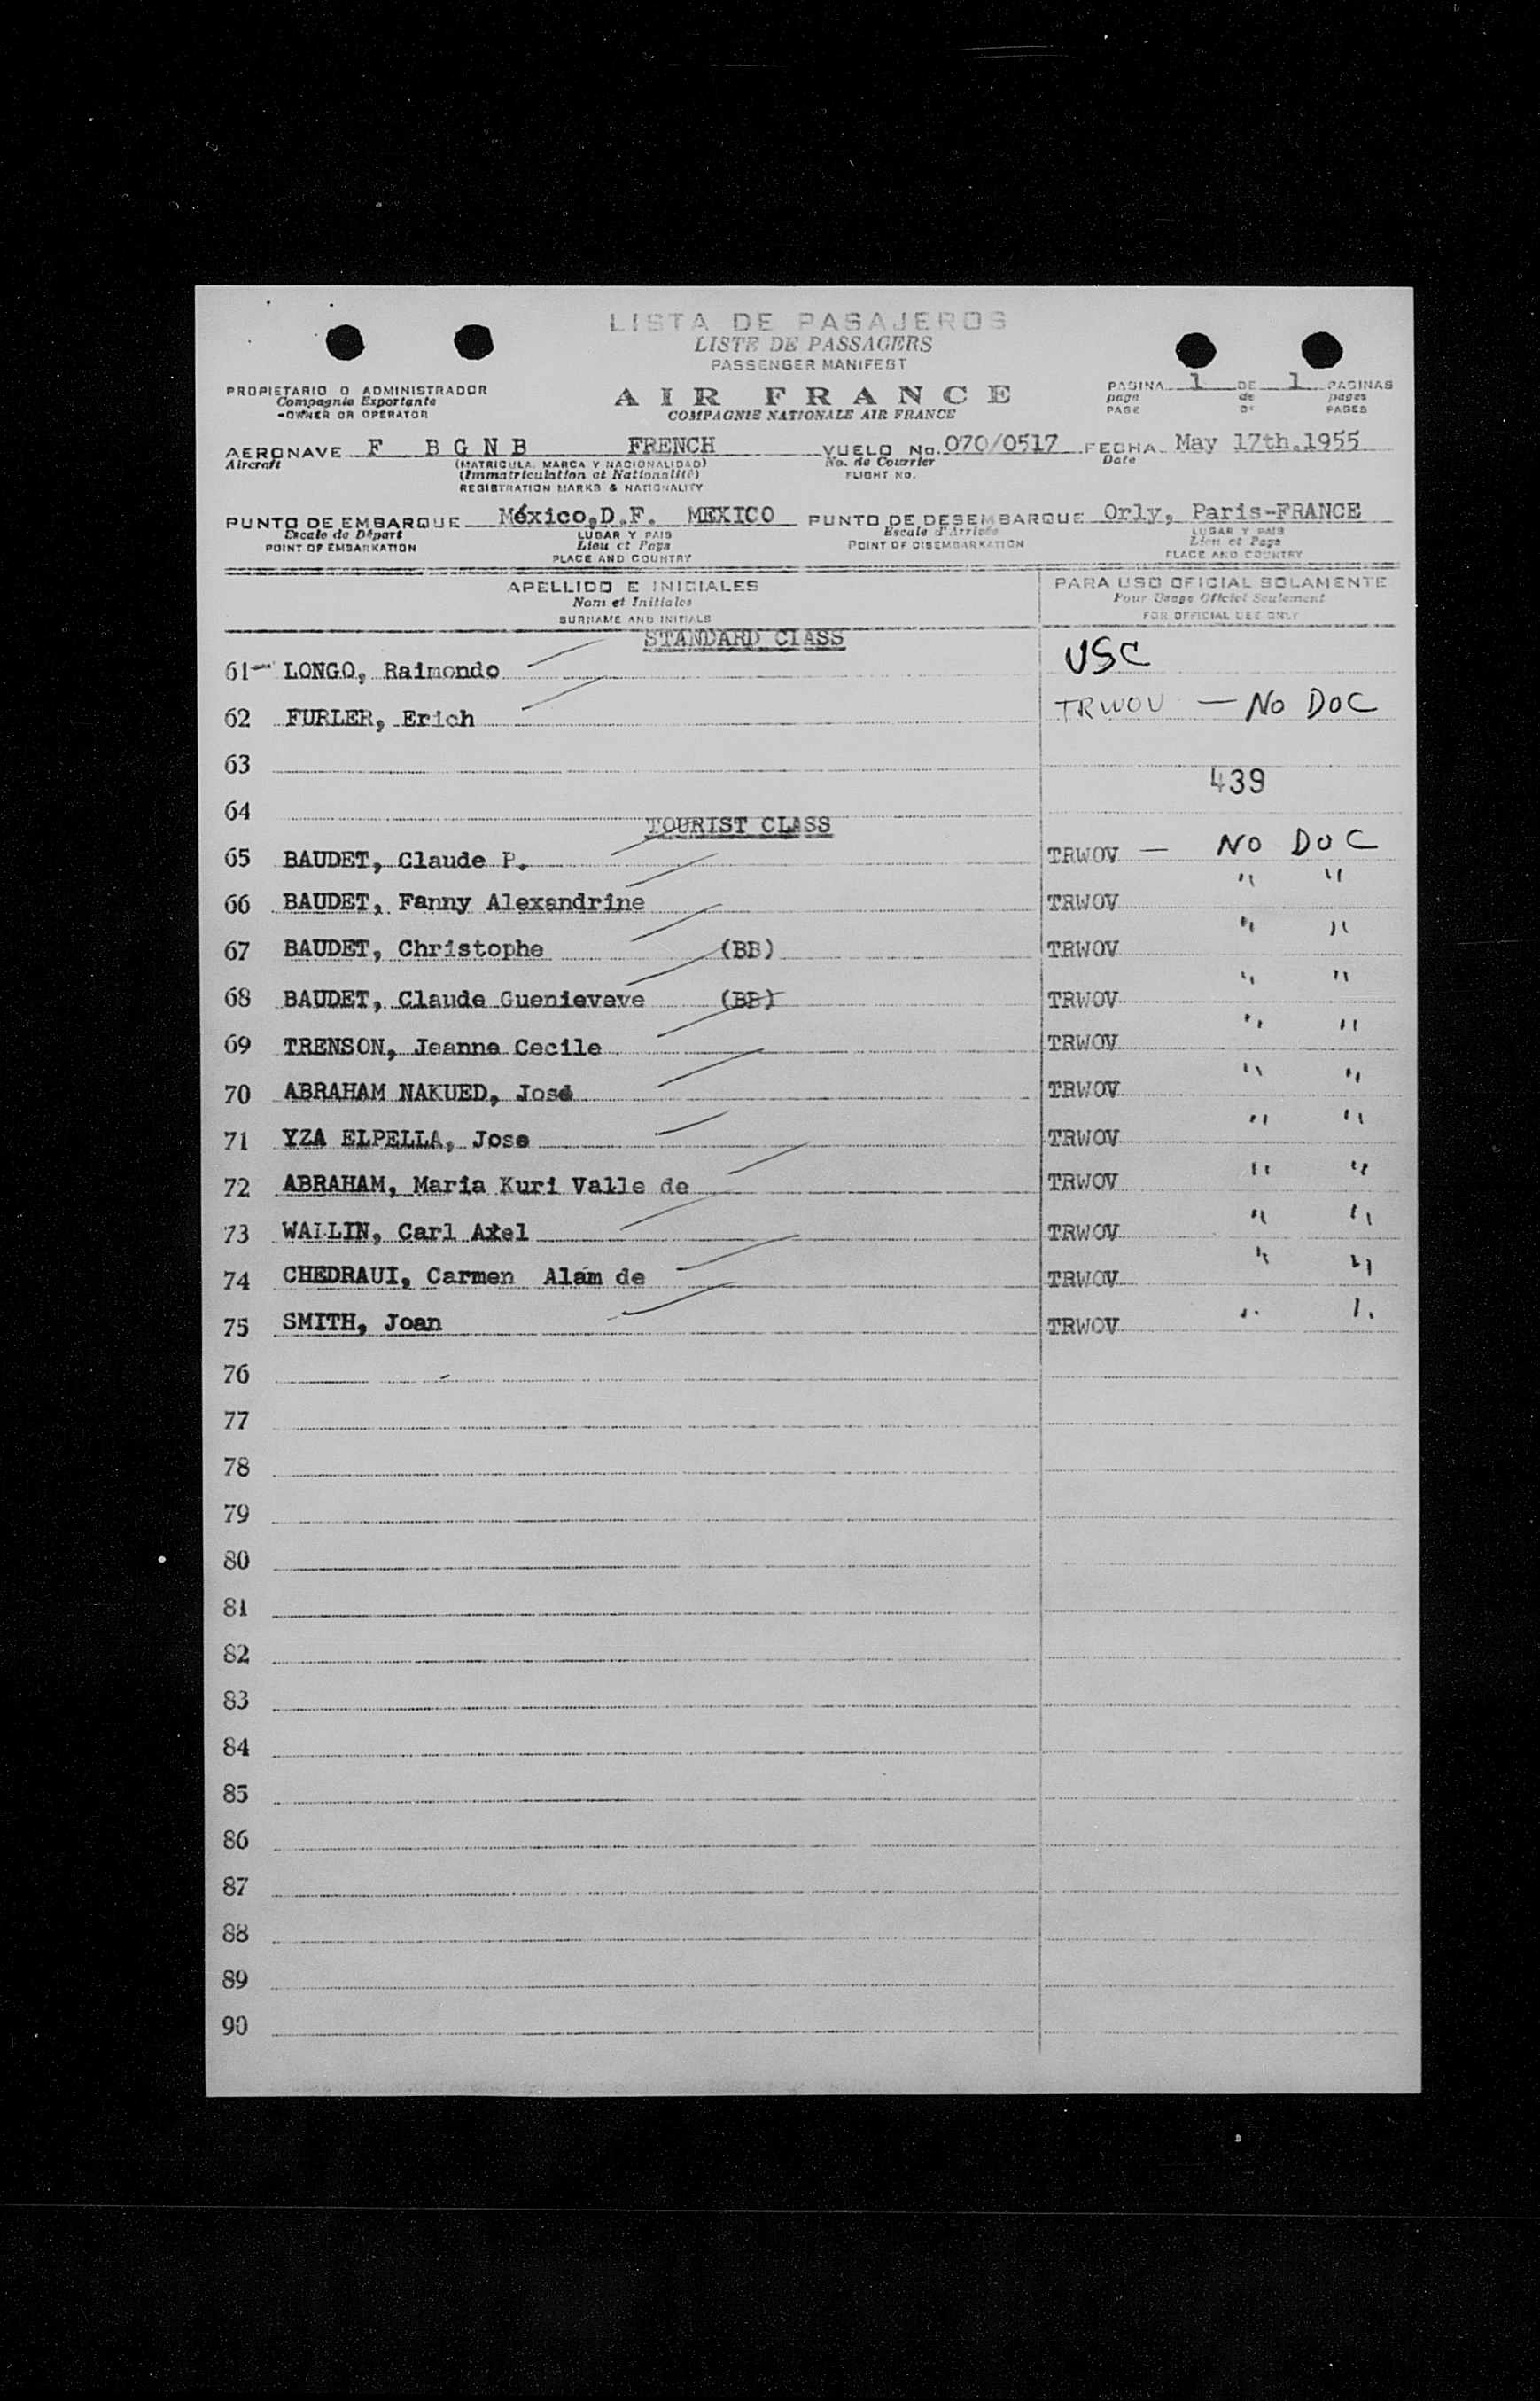 LISTA DE PASAJEROS
LISTE DE PASSAGERS
PASSENGER MANIFEST
PROPIETARIO O ADMINISTRADOR
Compagnie Exportante
OWNER OR OPERATOR
AIR FRANCE
COMPAGNIE NATIONALE AIR FRANCE
PAGINA 1 DE 1 PAGINAS
page de pages
PAGE OF PAGES
AERONAVE F B G N B FRENCH VUELO No. 070/0517 FECHA May 17th.1955
Aircraft (MATRICULA, MARCA Y NACIONALIDAD) No. de Courrier Date
(Immatriculation et Nationalité) FLIGHT NO.
REGISTRATION MARKS & NATIONALITY
PUNTO DE EMBARQUE México,D.F. MEXICO PUNTO DE DESEMBARQUE Orly, Paris-FRANCE
Escale de Départ LUGAR Y PAIS Escale d'Arrivée LUGAR Y PAIS
POINT OF EMBARKATION Lieu et Pays POINT OF DISEMBARKATION Lieu et Pays
PLACE AND COUNTRY PLACE AND COUNTRY
APELLIDO E INICIALES PARA USO OFICIAL SOLAMENTE
Nom et Initiales Pour Usage Officiel Seulement
SURNAME AND INITIALS FOR OFFICIAL USE ONLY
STANDARD CLASS
61 LONGO, Raimondo USC
62 FURLER, Erich TRWOV — NO DOC
63
439
64
TOURIST CLASS
65 BAUDET, Claude P. TRWOV — NO DOC
66 BAUDET, Fanny Alexandrine TRWOV " "
67 BAUDET, Christophe (BB) TRWOV " "
68 BAUDET, Claude Guenievave (BB) TRWOV " "
69 TRENSON, Jeanne Cecile TRWOV " "
70 ABRAHAM NAKUED, José TRWOV " "
71 YZA ELPELLA, Jose TRWOV " "
72 ABRAHAM, Maria Kuri Valle de TRWOV " "
73 WALLIN, Carl Axel TRWOV " "
74 CHEDRAUI, Carmen Alam de TRWOV " "
75 SMITH, Joan TRWOV " "
76
77
78
79
80
81
82
83
84
85
86
87
88
89
90